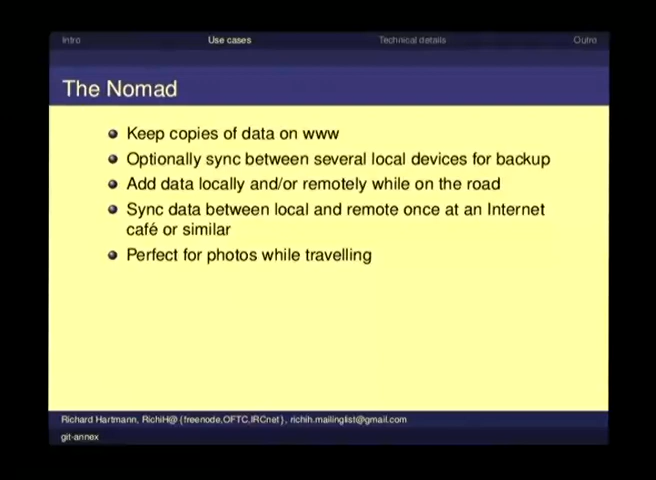 Intro Use cases Technical details Outro
The Nomad
Keep copies of data on www
Optionally sync between several local devices for backup
Add data locally and/or remotely while on the road
Sync data between local and remote once at an Internet
café or similar
Perfect for photos while travelling
Richard Hartmann, RichiH@{freenode,OFTC,IRCnet}, richih.mailinglist@gmail.com
git-annex